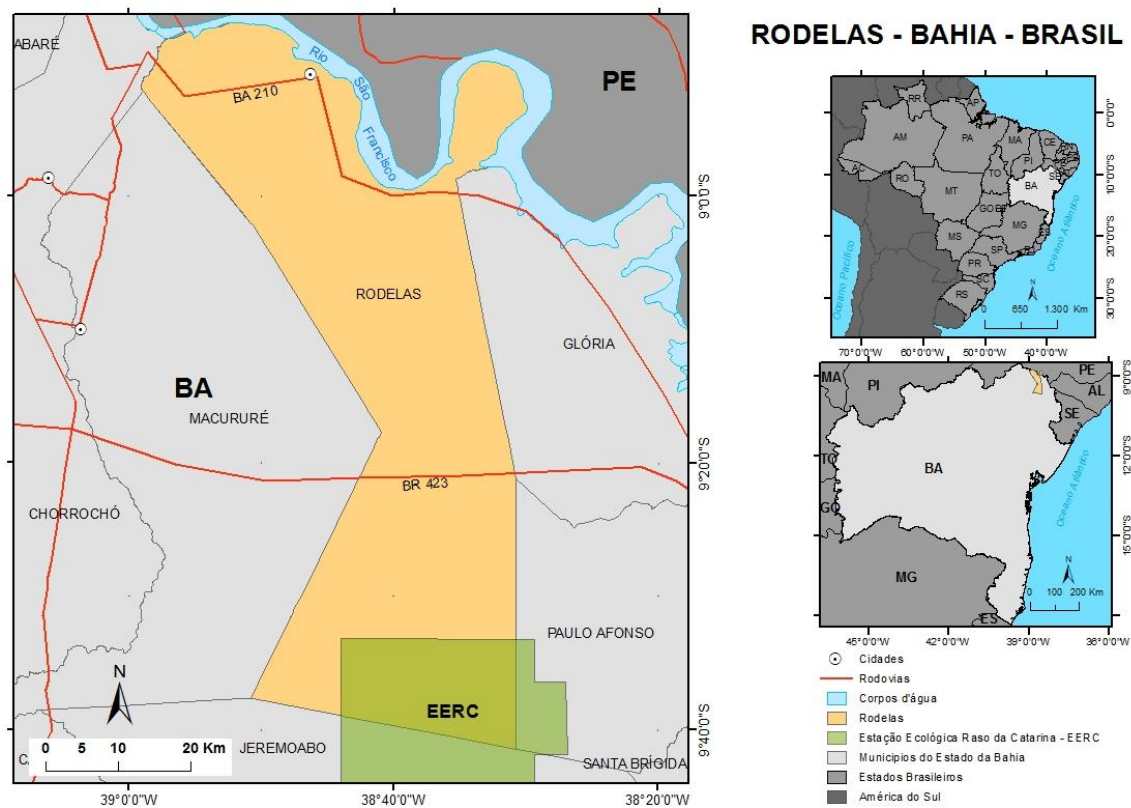 RODELAS - BAHIA - BRASIL
ABARÉ
Rio
São
Francisco
PE
BA 210
RODELAS
GLÓRIA
BA
MACURURÉ
BR 423
CHORROCHÓ
PAULO AFONSO
EERC
JEREMOABO
SANTA BRÍGIDA
N
0 5 10 20 Km
39°0'0"W 38°40'0"W 38°20'0"W
9°0'0"S
9°20'0"S
9°40'0"S
RR
AP
AM
PA
MA
CE
PI
AC
RO
TO
BA
MT
GO
MG
MS
SP
PR
SC
RS
Oceano Pacífico
Oceano Atlântico
N
0 650 1.300 Km
0°0'0"
10°0'0"S
20°0'0"S
30°0'0"S
70°0'0"W 60°0'0"W 50°0'0"W 40°0'0"W
MA
PI
PE
AL
SE
TO
BA
GO
MG
ES
Oceano Atlântico
N
0 100 200 Km
9°0'0"S
12°0'0"S
15°0'0"S
45°0'0"W 42°0'0"W 39°0'0"W 36°0'0"W
Cidades
Rodovias
Corpos d'água
Rodelas
Estação Ecológica Raso da Catarina - EERC
Municípios do Estado da Bahia
Estados Brasileiros
América do Sul